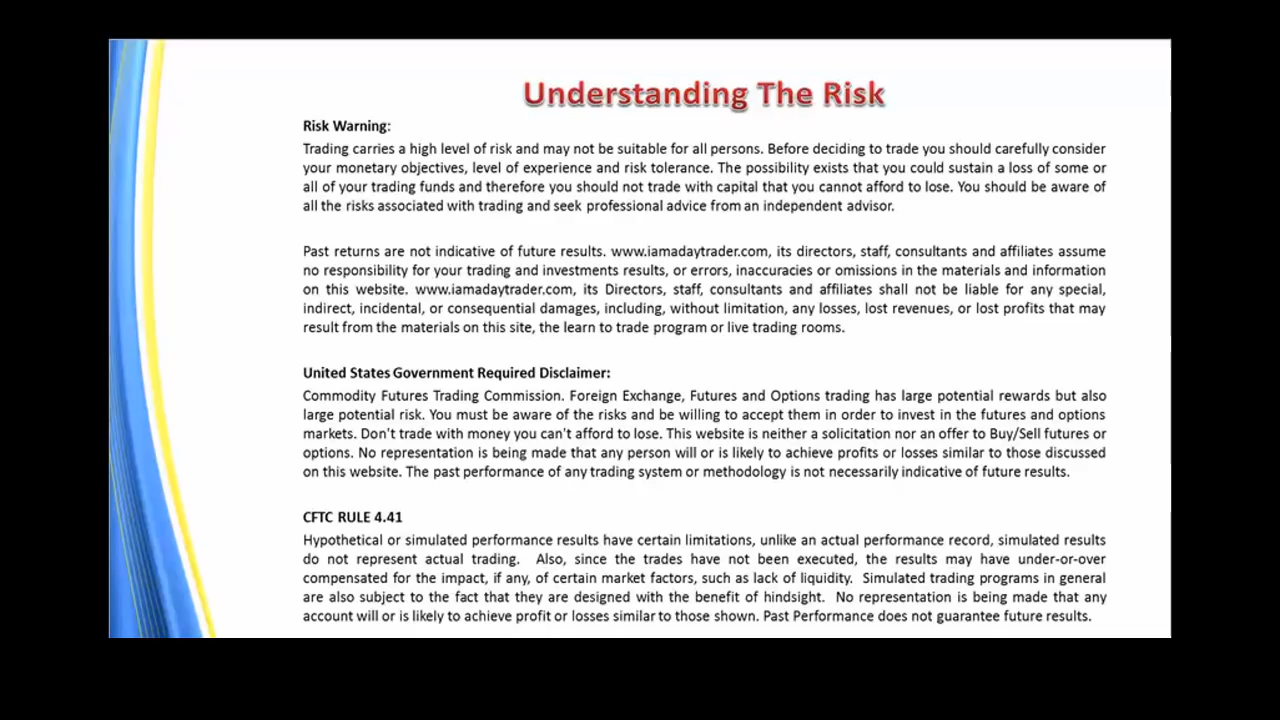 Understanding The Risk
Risk Warning:
Trading carries a high level of risk and may not be suitable for all persons. Before deciding to trade you should carefully consider
your monetary objectives, level of experience and risk tolerance. The possibility exists that you could sustain a loss of some or
all of your trading funds and therefore you should not trade with capital that you cannot afford to lose. You should be aware of
all the risks associated with trading and seek professional advice from an independent advisor.
Past returns are not indicative of future results. www.iamadaytrader.com, its directors, staff, consultants and affiliates assume
no responsibility for your trading and investments results, or errors, inaccuracies or omissions in the materials and information
on this website. www.iamadaytrader.com, its Directors, staff, consultants and affiliates shall not be liable for any special,
indirect, incidental, or consequential damages, including, without limitation, any losses, lost revenues, or lost profits that may
result from the materials on this site, the learn to trade program or live trading rooms.
United States Government Required Disclaimer:
Commodity Futures Trading Commission. Foreign Exchange, Futures and Options trading has large potential rewards but also
large potential risk. You must be aware of the risks and be willing to accept them in order to invest in the futures and options
markets. Don't trade with money you can't afford to lose. This website is neither a solicitation nor an offer to Buy/Sell futures or
options. No representation is being made that any person will or is likely to achieve profits or losses similar to those discussed
on this website. The past performance of any trading system or methodology is not necessarily indicative of future results.
CFTC RULE 4.41
Hypothetical or simulated performance results have certain limitations, unlike an actual performance record, simulated results
do not represent actual trading.  Also, since the trades have not been executed, the results may have under-or-over
compensated for the impact, if any, of certain market factors, such as lack of liquidity.  Simulated trading programs in general
are also subject to the fact that they are designed with the benefit of hindsight.  No representation is being made that any
account will or is likely to achieve profit or losses similar to those shown. Past Performance does not guarantee future results.